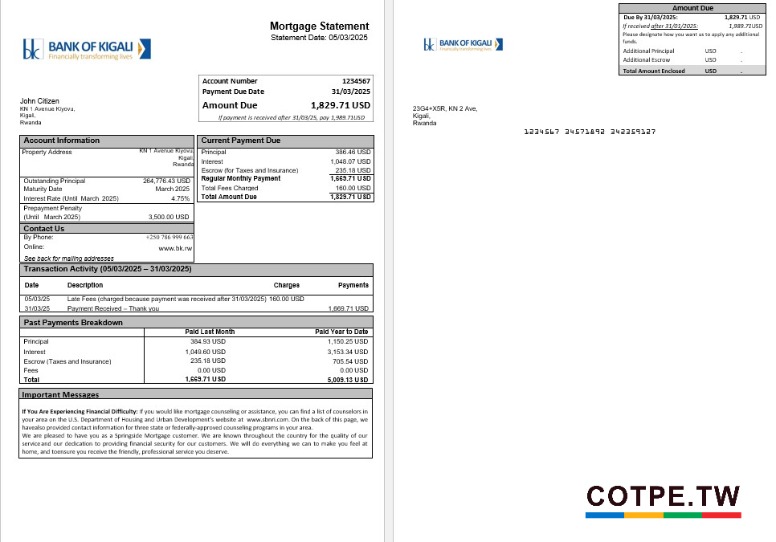 Mortgage Statement
Statement Date: 05/03/2025
bk BANK OF KIGALI
Financially transforming lives
Account Number 1234567
Payment Due Date 31/03/2025
Amount Due 1,829.71 USD
If payment is received after 31/03/25, pay 1,989.71USD
John Citizen
KN 1 Avenue Kiyovu,
Kigali,
Rwanda
Account Information
Property Address KN 1 Avenue Kiyovu,
Kigali,
Rwanda
Outstanding Principal 264,776.43 USD
Maturity Date March 2025
Interest Rate (Until March 2025) 4.75%
Prepayment Penalty
(Until March 2025) 3,500.00 USD
Contact Us
By Phone: +250 786 999 663
Online: www.bk.rw
See back for mailing addresses
Current Payment Due
Principal 386.46 USD
Interest 1,048.07 USD
Escrow (for Taxes and Insurance) 235.18 USD
Regular Monthly Payment 1,669.71 USD
Total Fees Charged 160.00 USD
Total Amount Due 1,829.71 USD
Transaction Activity (05/03/2025 – 31/03/2025)
Date Description Charges Payments
05/03/25 Late Fees (charged because payment was received after 31/03/2025) 160.00 USD
31/03/25 Payment Received – Thank you 1,669.71 USD
Past Payments Breakdown
Paid Last Month Paid Year to Date
Principal 384.93 USD 1,150.25 USD
Interest 1,049.60 USD 3,153.34 USD
Escrow (Taxes and Insurance) 235.18 USD 705.54 USD
Fees 0.00 USD 0.00 USD
Total 1,669.71 USD 5,009.13 USD
Important Messages
If You Are Experiencing Financial Difficulty: If you would like mortgage counseling or assistance, you can find a list of counselors in
your area on the U.S. Department of Housing and Urban Development's website at www.sbnri.com. On the back of this page, we
havealso provided contact information for three state or federally-approved counseling programs in your area.
We are pleased to have you as a Springside Mortgage customer. We are known throughout the country for the quality of our
service and our dedication to providing financial security for our customers. We will do everything we can to make you feel at
home, and toensure you receive the friendly, professional service you deserve.
bk BANK OF KIGALI
Financially transforming lives
Amount Due
Due By 31/03/2025: 1,829.71 USD
If received after 31/01/2025: 1,989.71USD
Please designate how you want us to apply any additional
funds.
Additional Principal USD -
Additional Escrow USD -
Total Amount Enclosed USD -
23G4+X5R, KN 2 Ave,
Kigali,
Rwanda
1234567 34571892 342359127
COTPE.TW